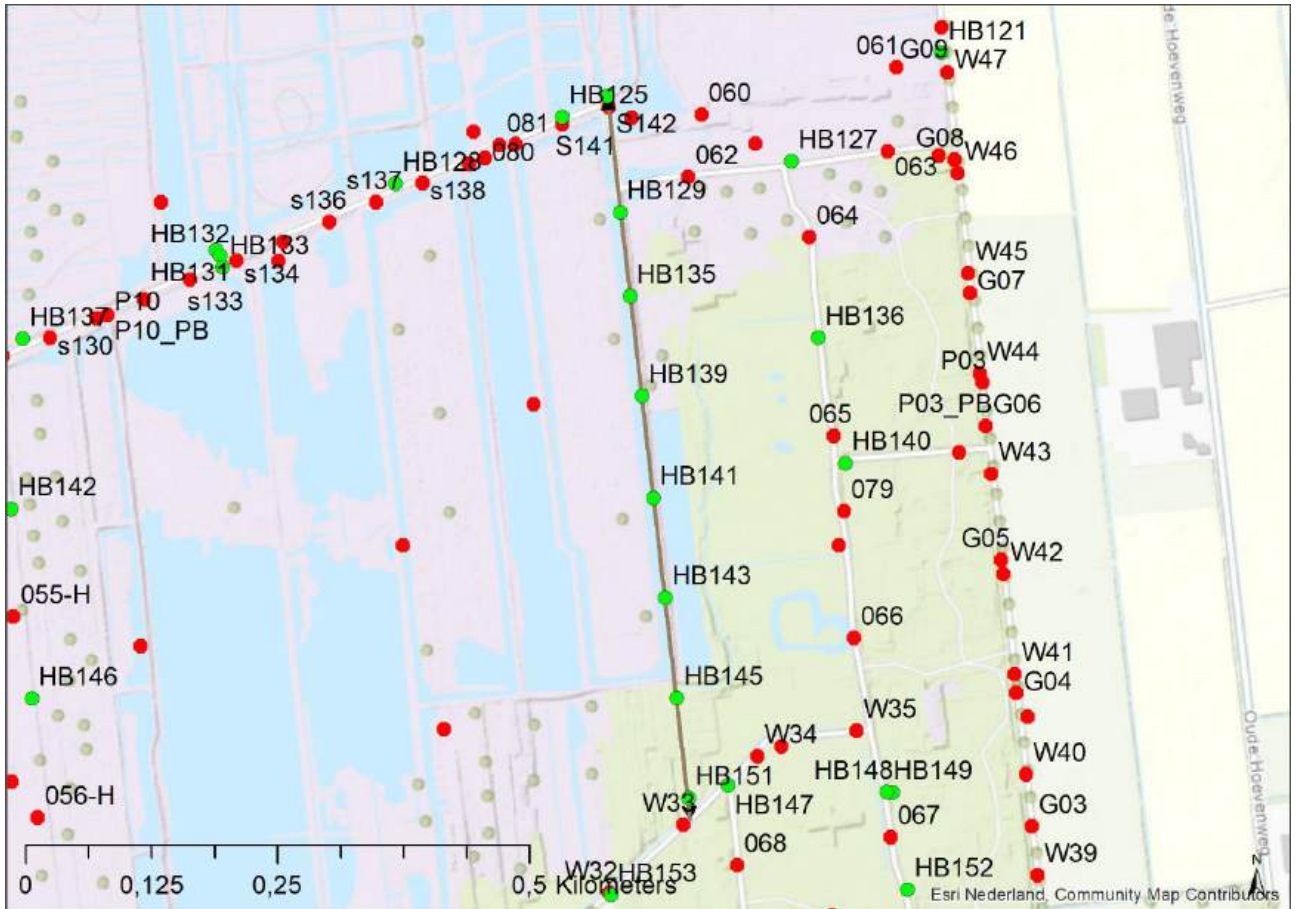 HB121
061 G09
W47
Oude Hoevenweg
HB125
060
081
S142
S141
HB127
G08
W46
080
HB128
062
063
s137
s138
HB129
s136
064
HB132
HB133
W45
s134
HB131
G07
HB135
s133
P10
HB137
HB136
P10_PB
s130
W44
P03
HB139
P03_PB G06
065
HB140
W43
HB141
HB142
079
G05
W42
HB143
055-H
066
W41
HB146
HB145
G04
W35
Oude Hoevenweg
W34
W40
HB151
HB148 HB149
HB147
W33
056-H
G03
067
068
W39
W32 HB153
HB152
0 0,125 0,25 0,5 Kilometers
N
Esri Nederland, Community Map Contributors